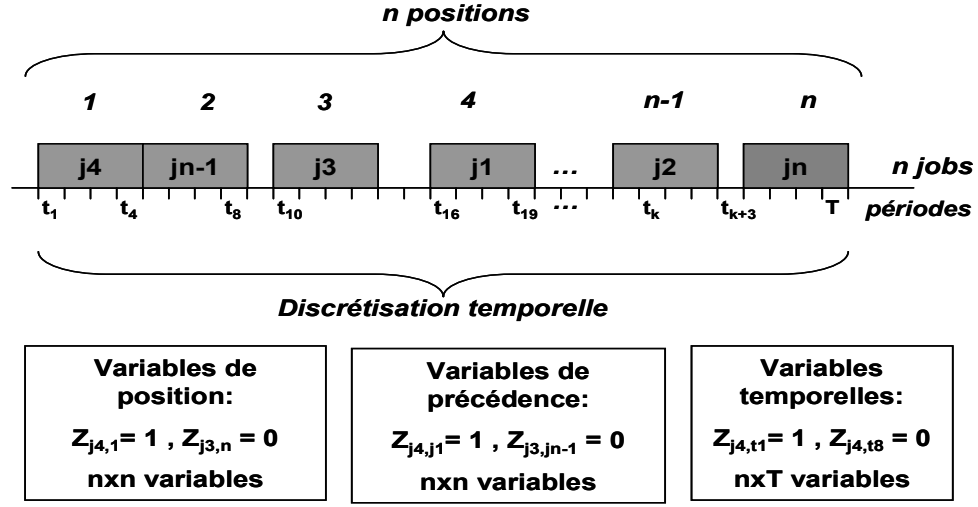 n positions
1 2 3 4 n-1 n
j4 jn-1 j3 j1 ... j2 jn n jobs
t1 t4 t8 t10 t16 t19 ... tk tk+3 T périodes
Discrétisation temporelle
Variables de
position:
Zj4,1= 1 , Zj3,n = 0
nxn variables
Variables de
précédence:
Zj4,j1= 1 , Zj3,jn-1 = 0
nxn variables
Variables
temporelles:
Zj4,t1= 1 , Zj4,t8 = 0
nxT variables